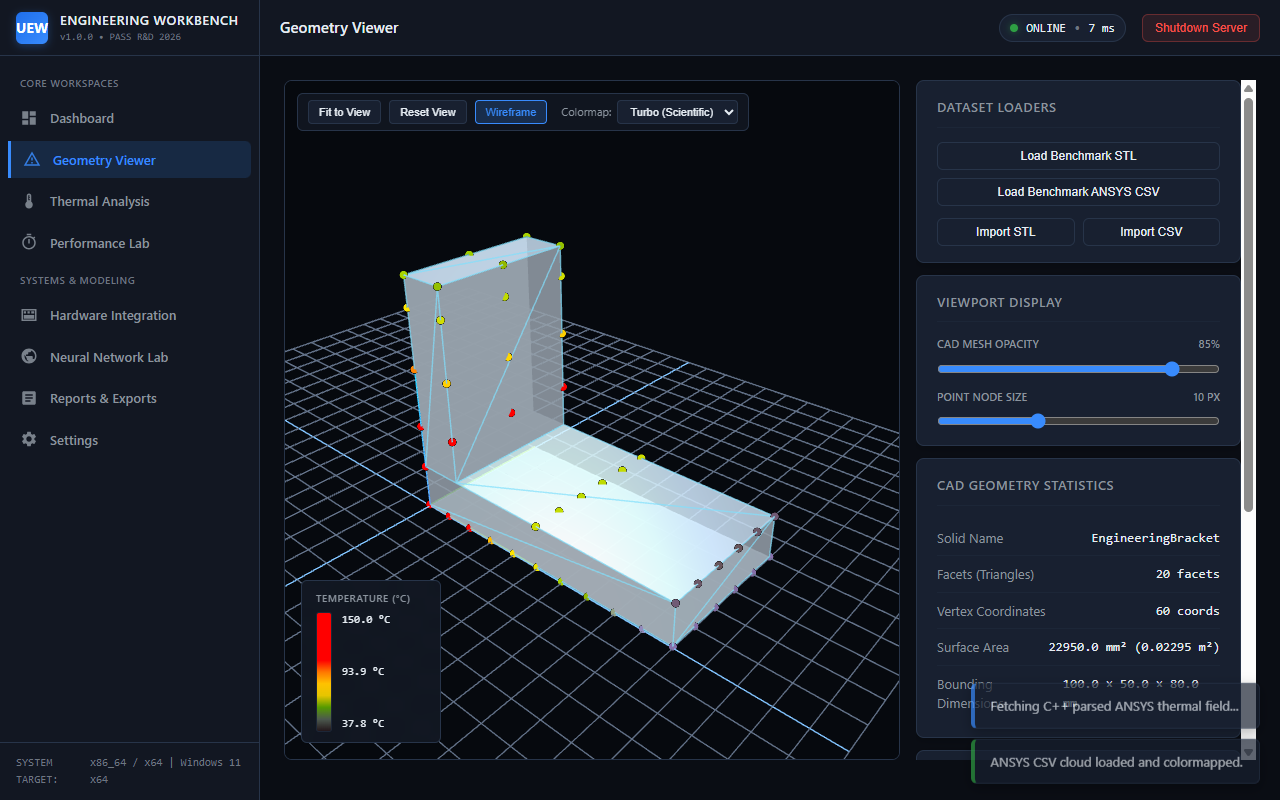 UEW
ENGINEERING WORKBENCH
v1.0.0 • PASS R&D 2026
Geometry Viewer
ONLINE • 7 ms
Shutdown Server
CORE WORKSPACES
Dashboard
Geometry Viewer
Thermal Analysis
Performance Lab
SYSTEMS & MODELING
Hardware Integration
Neural Network Lab
Reports & Exports
Settings
SYSTEM TARGET:
x86_64 / x64 | Windows 11 x64
Fit to View
Reset View
Wireframe
Colormap:
Turbo (Scientific)
TEMPERATURE (°C)
150.0 °C
93.9 °C
37.8 °C
DATASET LOADERS
Load Benchmark STL
Load Benchmark ANSYS CSV
Import STL
Import CSV
VIEWPORT DISPLAY
CAD MESH OPACITY 85%
POINT NODE SIZE 10 PX
CAD GEOMETRY STATISTICS
Solid Name EngineeringBracket
Facets (Triangles) 20 facets
Vertex Coordinates 60 coords
Surface Area 22950.0 mm² (0.02295 m²)
Bounding 100.0 × 50.0 × 80.0
Fetching C++ parsed ANSYS thermal field...
ANSYS CSV cloud loaded and colormapped.